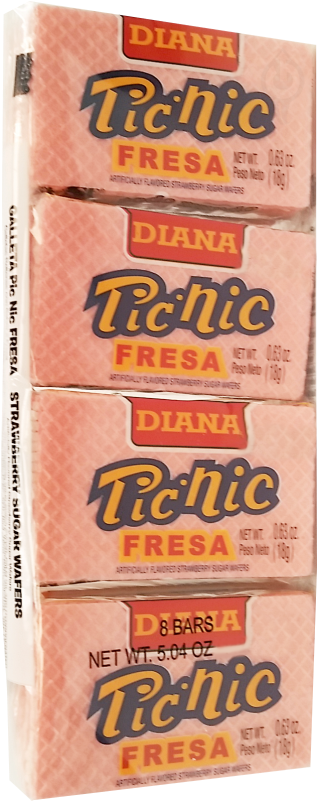 DIANA
Pic·Nic
FRESA
NET WT. 0.63 oz.
Peso Neto (18g)
ARTIFICIALLY FLAVORED STRAWBERRY SUGAR WAFERS
DIANA
Pic·Nic
FRESA
NET WT. 0.63 oz.
Peso Neto (18g)
ARTIFICIALLY FLAVORED STRAWBERRY SUGAR WAFERS
DIANA
Pic·Nic
FRESA
NET WT. 0.63 oz.
Peso Neto (18g)
ARTIFICIALLY FLAVORED STRAWBERRY SUGAR WAFERS
DIANA
8 BARS
NET WT. 5.04 OZ
Pic·Nic
FRESA
NET WT. 0.63 oz.
Peso Neto (18g)
ARTIFICIALLY FLAVORED STRAWBERRY SUGAR WAFERS
GALLETA Pic Nic FRESA STRAWBERRY SUGAR WAFERS